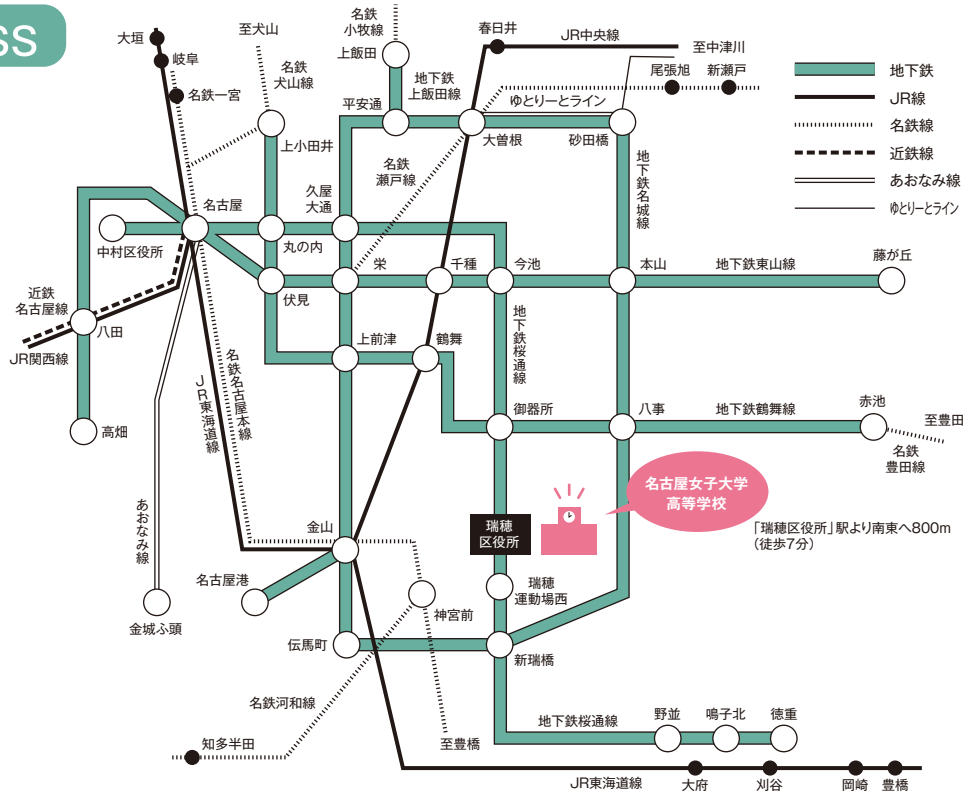 ss
大垣
岐阜
名鉄一宮
至犬山
名鉄
犬山線
名鉄
小牧線
上飯田
地下鉄
上飯田線
春日井
JR中央線
至中津川
尾張旭
新瀬戸
ゆとりーとライン
平安通
大曽根
砂田橋
上小田井
名鉄
瀬戸線
地下鉄名城線
地下鉄
JR線
名鉄線
近鉄線
あおなみ線
ゆとりーとライン
名古屋
中村区役所
久屋
大通
丸の内
伏見
栄
千種
今池
本山
地下鉄東山線
藤が丘
近鉄
名古屋線
八田
JR関西線
高畑
名鉄名古屋本線
JR東海道線
あおなみ線
上前津
鶴舞
地下鉄桜通線
御器所
八事
地下鉄鶴舞線
赤池
至豊田
名鉄
豊田線
名古屋女子大学
高等学校
「瑞穂区役所」駅より南東へ800m
(徒歩7分)
瑞穂
区役所
金山
名古屋港
金城ふ頭
神宮前
瑞穂
運動場西
伝馬町
新瑞橋
名鉄河和線
知多半田
至豊橋
地下鉄桜通線
野並
鳴子北
徳重
JR東海道線
大府
刈谷
岡崎
豊橋